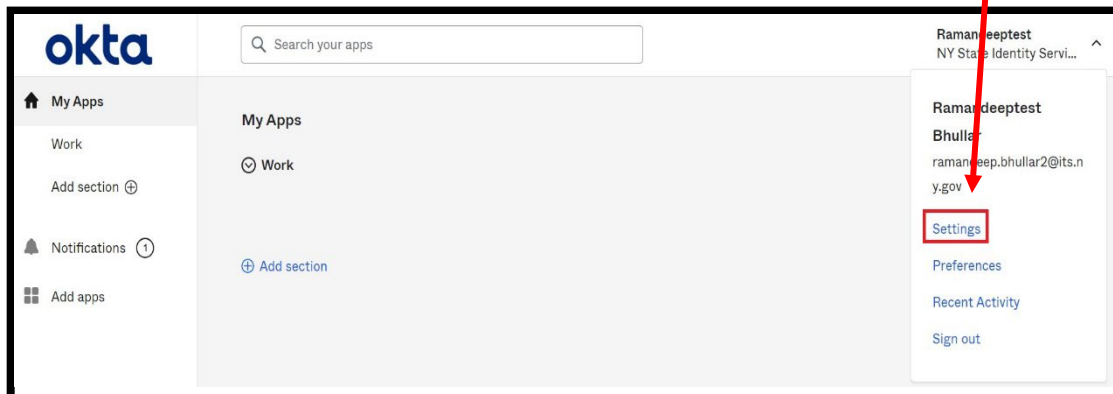 okta
Search your apps
Ramandeeptest
NY State Identity Servi...
My Apps
Work
Add section
Notifications 1
Add apps
My Apps
Work
Add section
Ramandeeptest
Bhullar
ramandeep.bhullar2@its.n
y.gov
Settings
Preferences
Recent Activity
Sign out